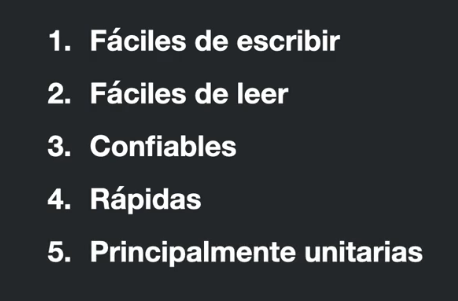 1. Fáciles de escribir
2. Fáciles de leer
3. Confiables
4. Rápidas
5. Principalmente unitarias